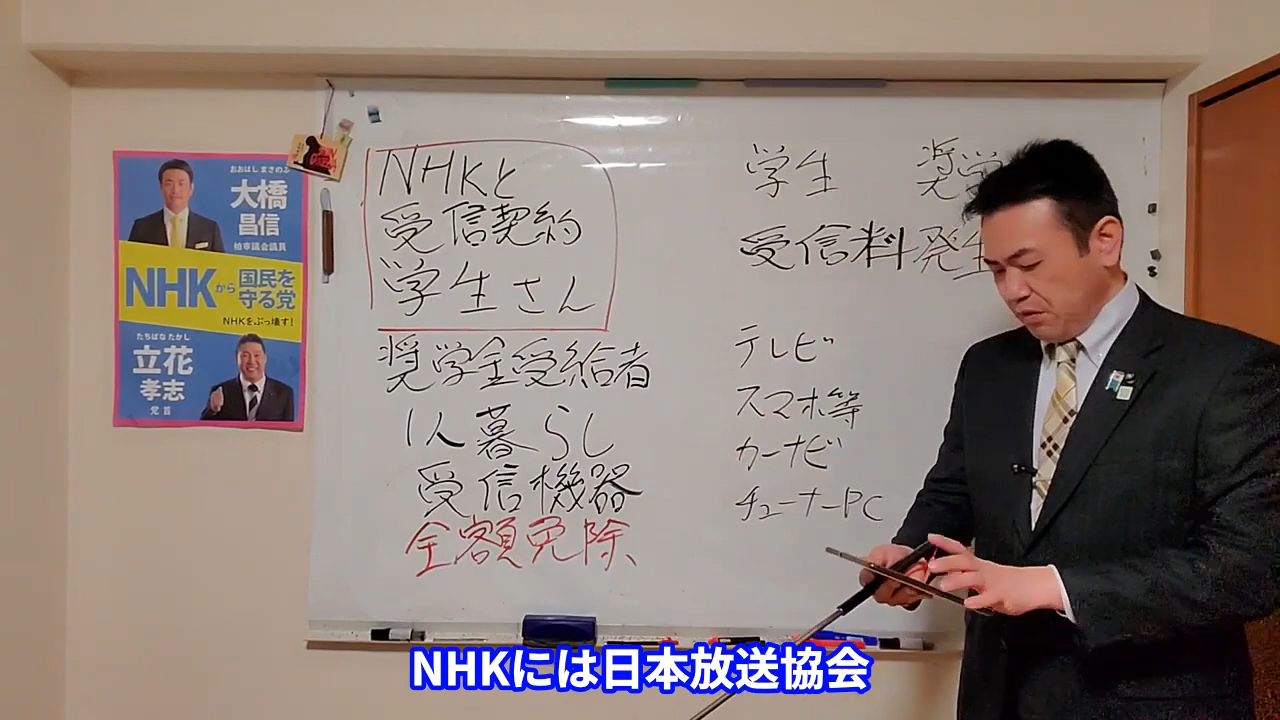 おおはし まさのぶ
大橋
昌信
柏市議会議員
NHKから国民を
守る党
NHKをぶっ壊す!
たちばな たかし
立花
孝志
党首
NHKと
受信契約
学生さん
奨学金受給者
1人暮らし
受信機器
全額免除
学生 奨学
受信料発生
テレビ
スマホ等
カーナビ
チューナーPC
NHKには日本放送協会